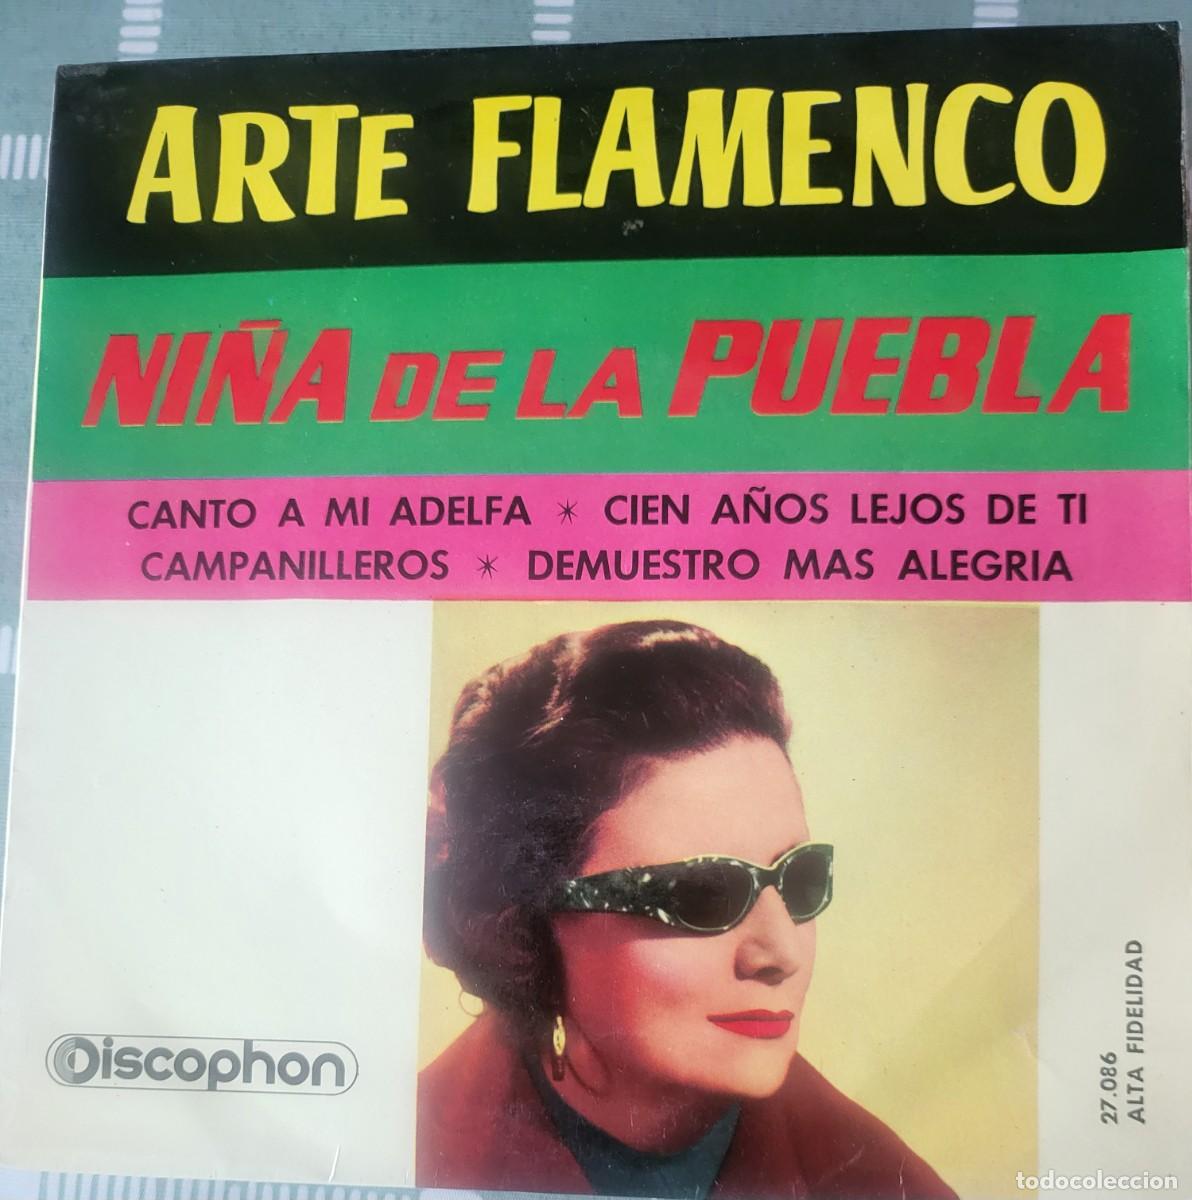 ARTE FLAMENCO
NIÑA DE LA PUEBLA
CANTO A MI ADELFA * CIEN AÑOS LEJOS DE TI
CAMPANILLEROS * DEMUESTRO MAS ALEGRIA
Discophon
27.086
ALTA FIDELIDAD
todocoleccion